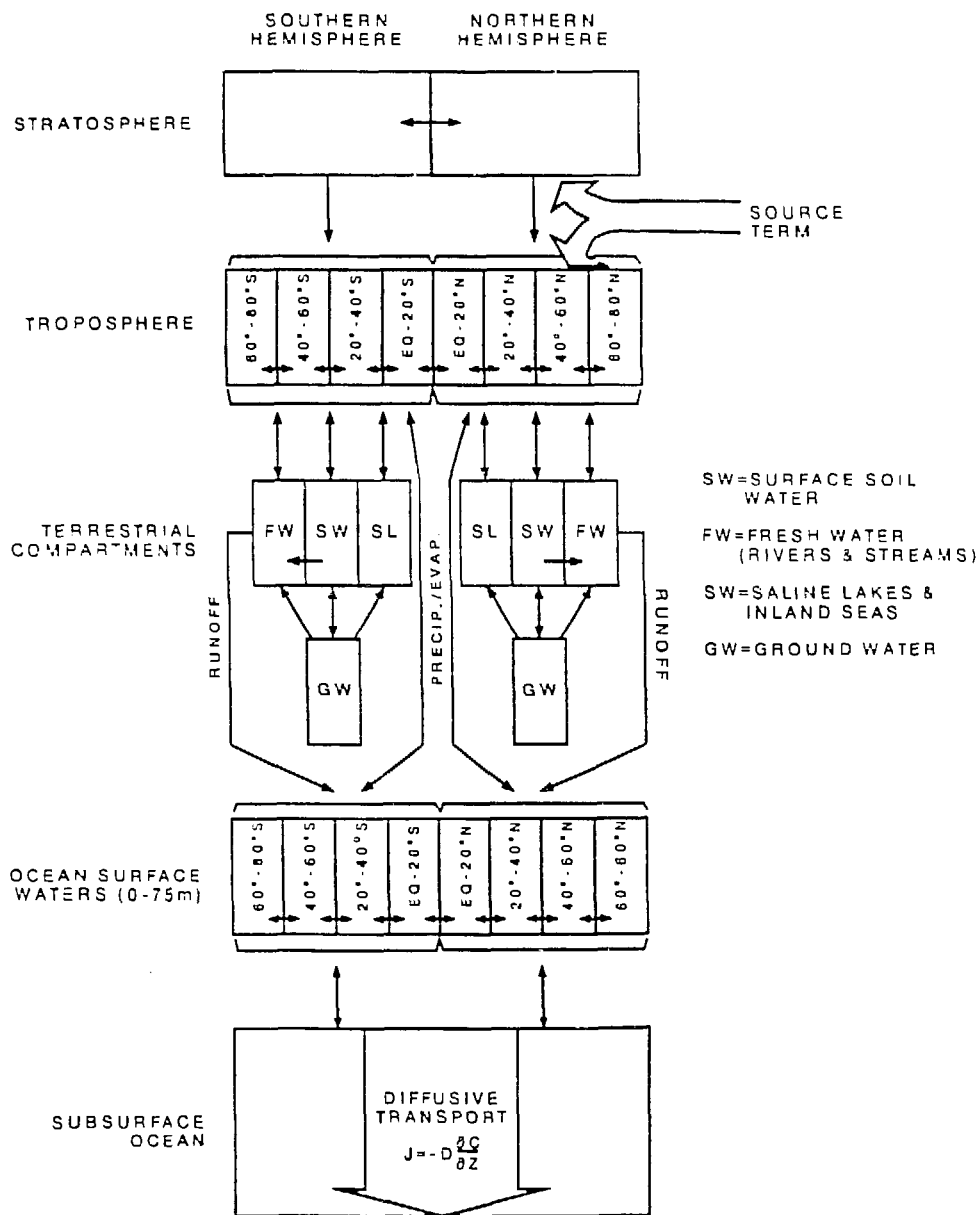 SOUTHERN
HEMISPHERE
NORTHERN
HEMISPHERE
STRATOSPHERE
SOURCE
TERM
TROPOSPHERE
60°-80°S
40°-60°S
20°-40°S
EQ-20°S
EQ-20°N
20°-40°N
40°-60°N
60°-80°N
TERRESTRIAL
COMPARTMENTS
FW
SW
SL
SL
SW
FW
GW
GW
RUNOFF
PRECIP./EVAP.
RUNOFF
SW=SURFACE SOIL
WATER
FW=FRESH WATER
(RIVERS & STREAMS)
SW=SALINE LAKES &
INLAND SEAS
GW=GROUND WATER
OCEAN SURFACE
WATERS (0-75m)
60°-80°S
40°-60°S
20°-40°S
EQ-20°S
EQ-20°N
20°-40°N
40°-60°N
60°-80°N
SUBSURFACE
OCEAN
DIFFUSIVE
TRANSPORT
J=-D ∂C/∂Z